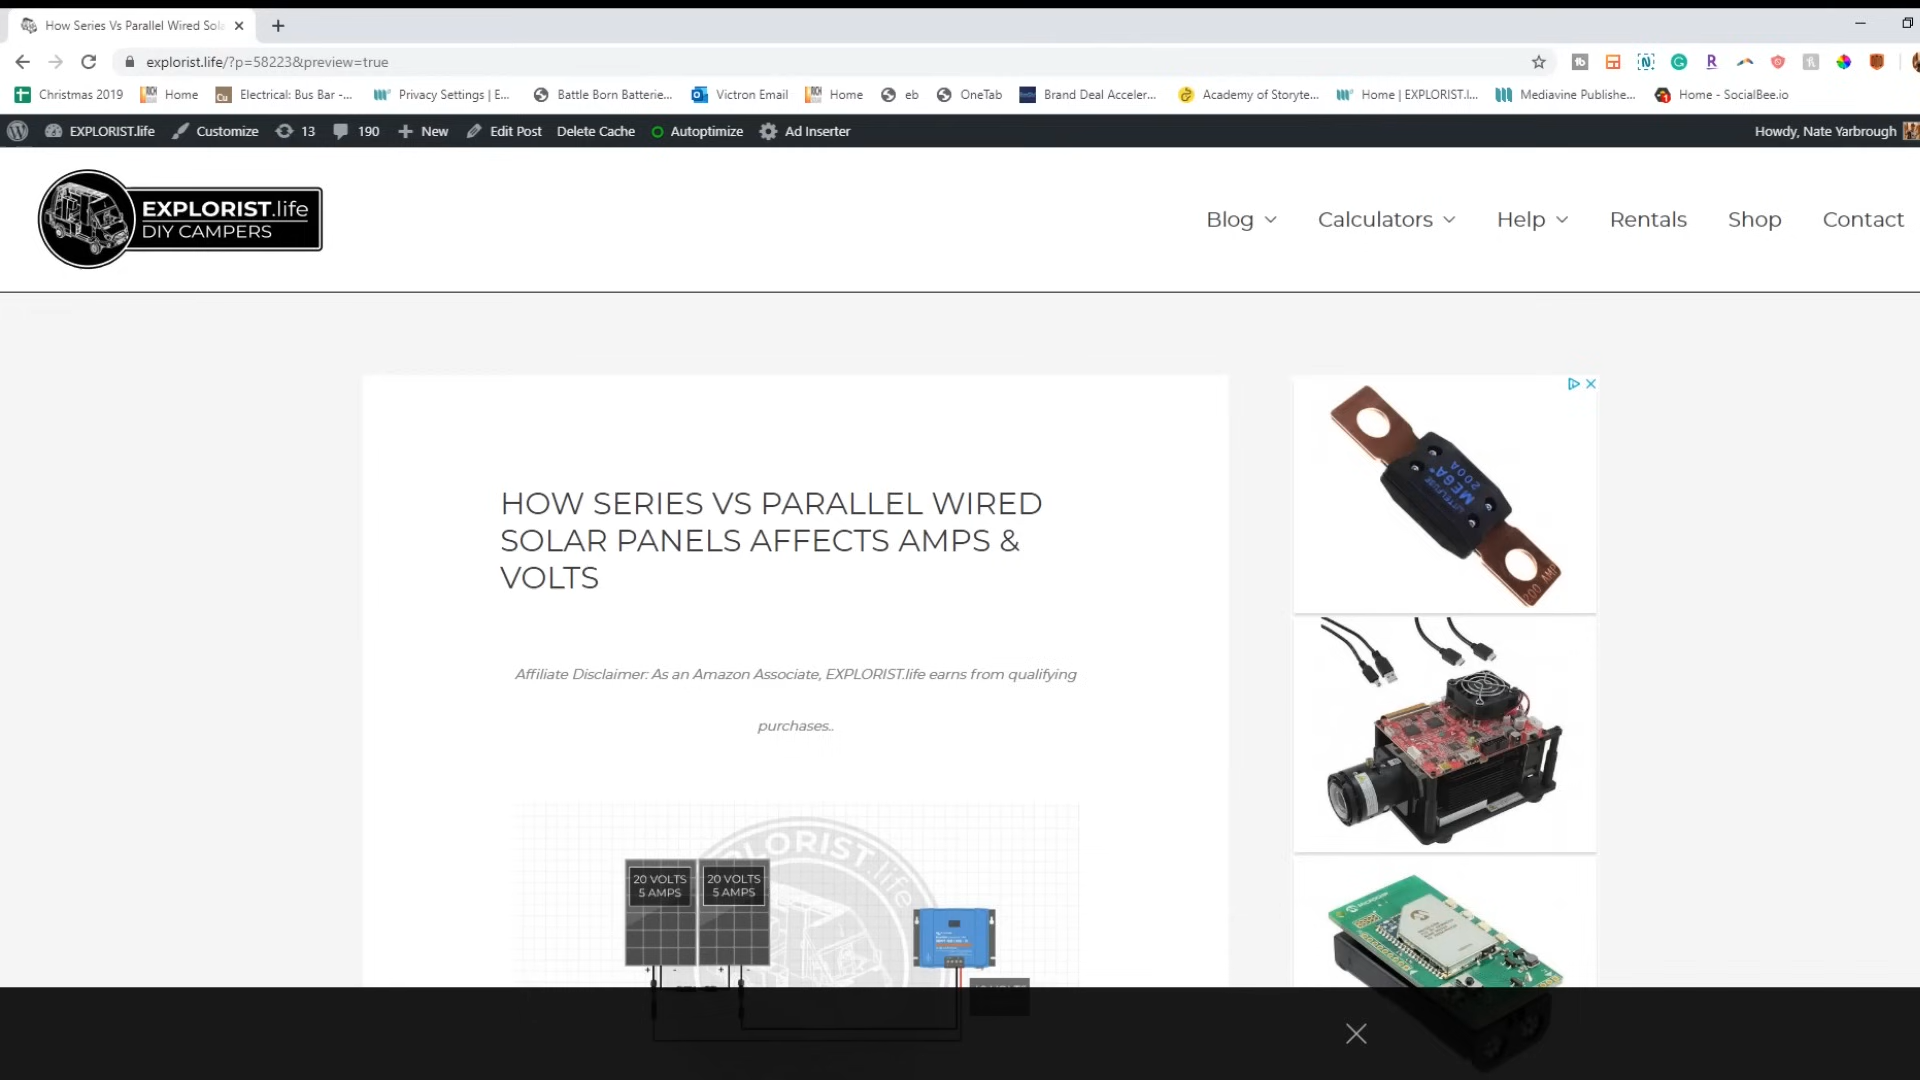 How Series Vs Parallel Wired Sol
explorist.life/?p=58223&preview=true
Christmas 2019 Home Electrical: Bus Bar -... Privacy Settings | E... Battle Born Batterie... Victron Email Home eb OneTab Brand Deal Acceler... Academy of Storyte... Home | EXPLORIST.l... Mediavine Publishe... Home - SocialBee.io
EXPLORIST.life Customize 13 190 New Edit Post Delete Cache Autoptimize Ad Inserter Howdy, Nate Yarbrough
EXPLORIST.life
DIY CAMPERS
Blog Calculators Help Rentals Shop Contact
HOW SERIES VS PARALLEL WIRED
SOLAR PANELS AFFECTS AMPS &
VOLTS
Affiliate Disclaimer: As an Amazon Associate, EXPLORIST.life earns from qualifying
purchases..
20 VOLTS
5 AMPS
20 VOLTS
5 AMPS
LORIST.life
MEGA
200A
200 AMP